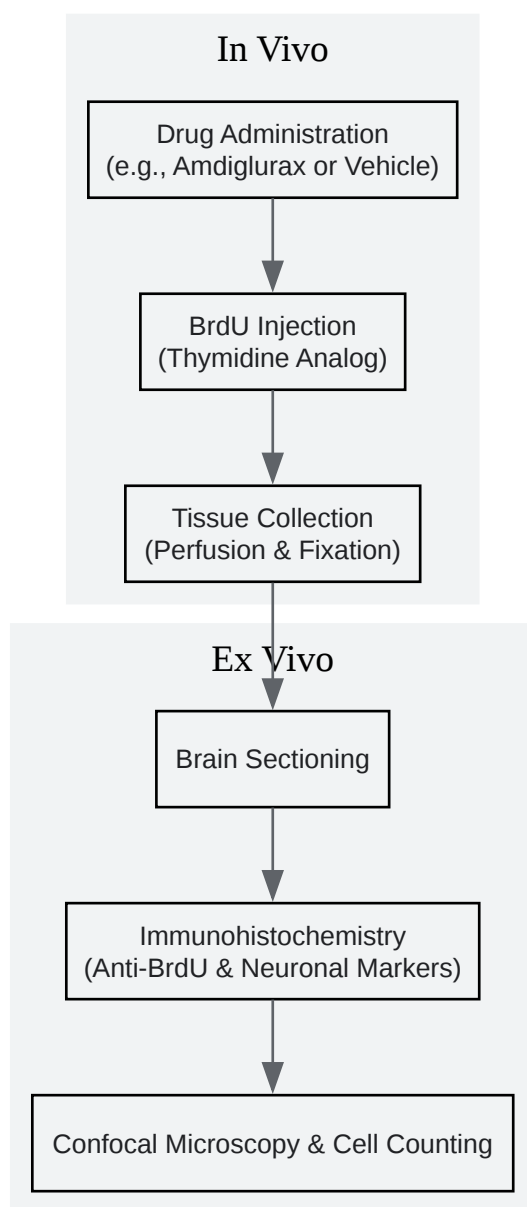 In Vivo
Drug Administration
(e.g., Amdiglurax or Vehicle)
BrdU Injection
(Thymidine Analog)
Tissue Collection
(Perfusion & Fixation)
Ex Vivo
Brain Sectioning
Immunohistochemistry
(Anti-BrdU & Neuronal Markers)
Confocal Microscopy & Cell Counting